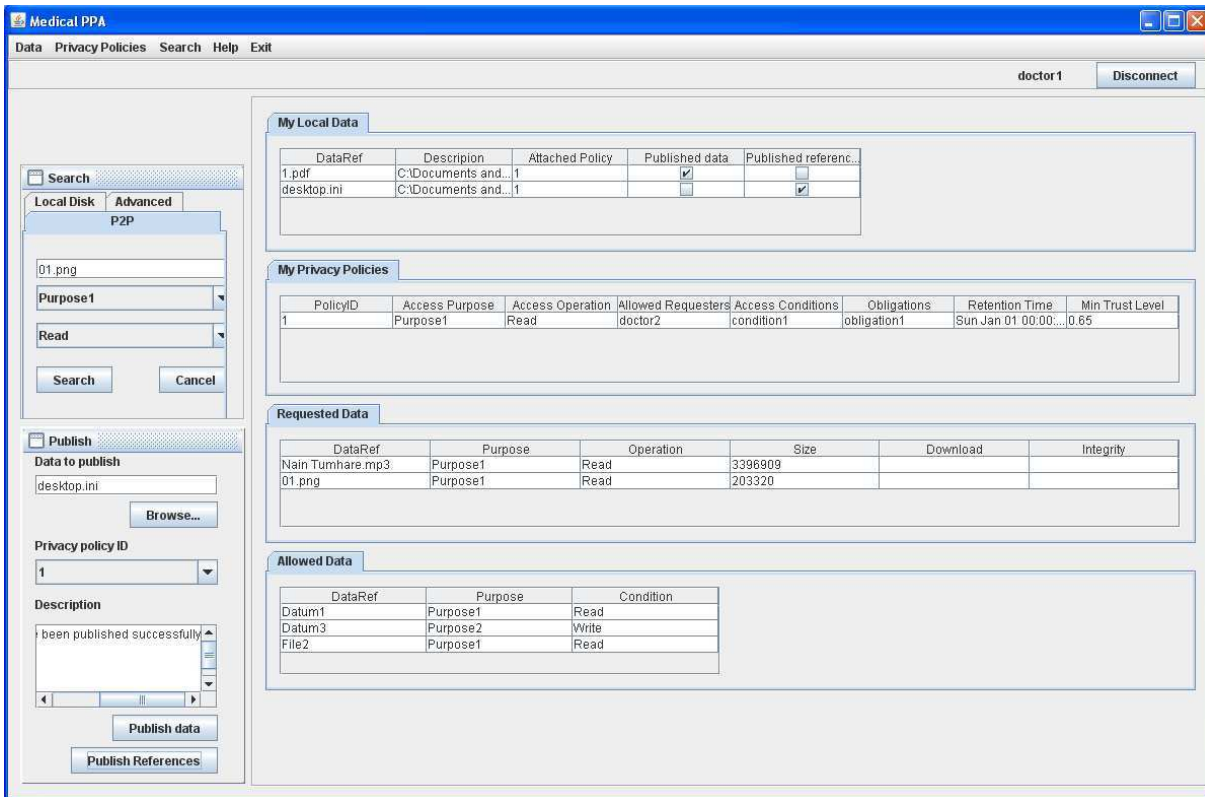 Medical PPA
Data Privacy Policies Search Help Exit
doctor1 Disconnect
Search
Local Disk Advanced
P2P
01.png
Purpose1
Read
Search Cancel
Publish
Data to publish
desktop.ini
Browse...
Privacy policy ID
1
Description
been published successfully
Publish data
Publish References
My Local Data
DataRef Descripion Attached Policy Published data Published referenc...
1.pdf C:\Documents and... 1
desktop.ini C:\Documents and... 1
My Privacy Policies
PolicyID Access Purpose Access Operation Allowed Requesters Access Conditions Obligations Retention Time Min Trust Level
1 Purpose1 Read doctor2 condition1 obligation1 Sun Jan 01 00:00:... 0.65
Requested Data
DataRef Purpose Operation Size Download Integrity
Nain Tumhare.mp3 Purpose1 Read 3396909
01.png Purpose1 Read 203320
Allowed Data
DataRef Purpose Condition
Datum1 Purpose1 Read
Datum3 Purpose2 Write
File2 Purpose1 Read